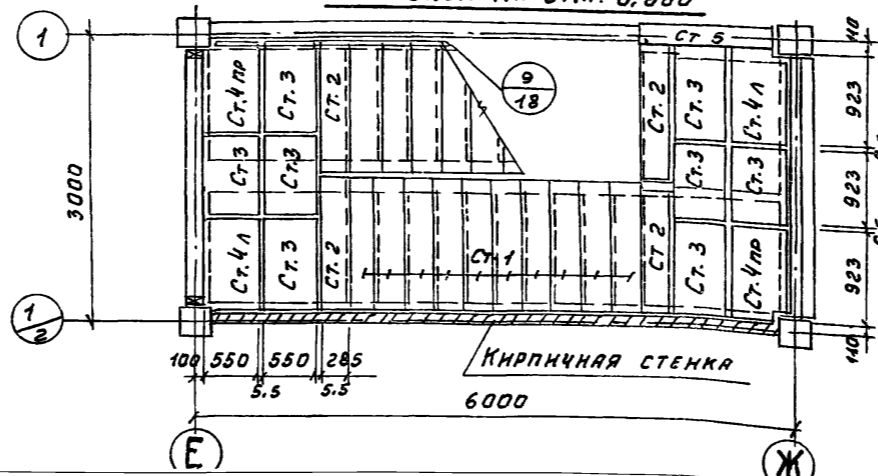 0,000
1
Ст.4пр
Ст.3
Ст.2
9
18
Ст 5
Ст.2
Ст.3
Ст.4л
110
923
Ст.3
Ст.3
Ст.3
Ст.3
923
3000
Ст.4л
Ст.3
Ст.2
Ст.1
Ст 2
Ст.3
Ст.4пр
923
1
2
110
100
550
550
285
5.5
5.5
Кирпичная стенка
6000
Е
Ж